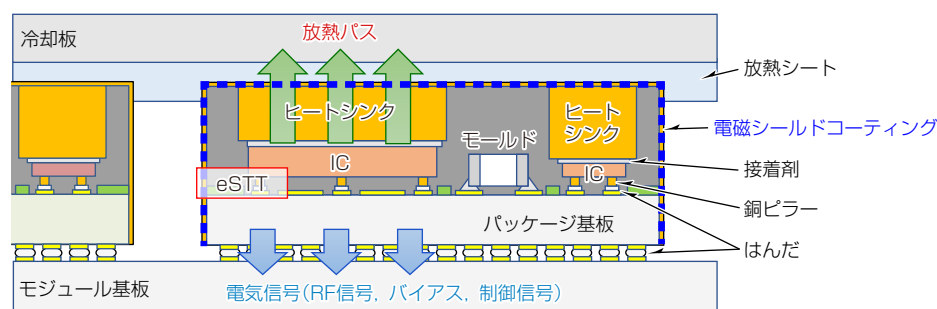 冷却板
放熱パス
放熱シート
ヒートシンク
ヒート
シンク
電磁シールドコーティング
モールド
IC
接着剤
IC
eSTT
銅ピラー
パッケージ基板
はんだ
モジュール基板
電気信号(RF信号, バイアス, 制御信号)